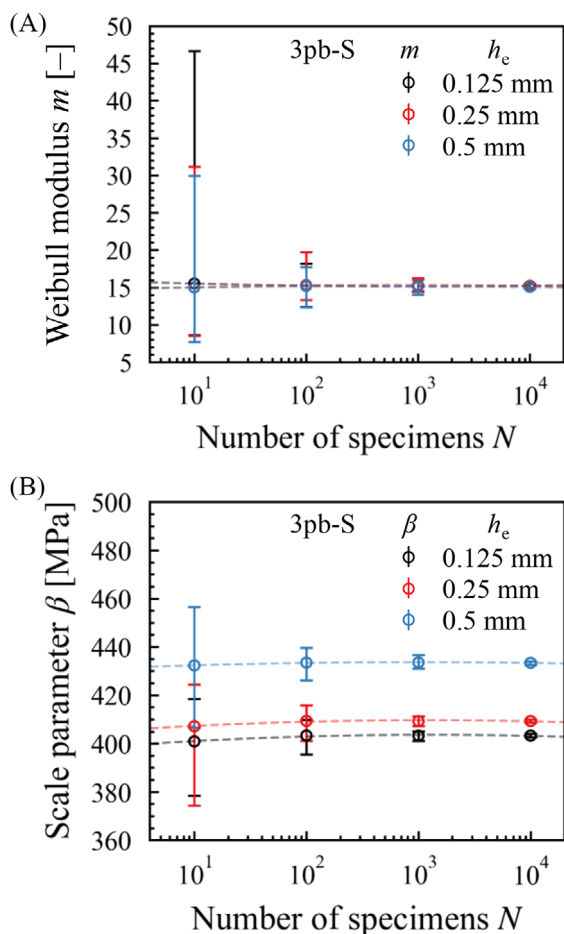 (A)
Weibull modulus m [−]
50
45
40
35
30
25
20
15
10
5
3pb-S m hₑ
0.125 mm
0.25 mm
0.5 mm
10¹ 10² 10³ 10⁴
Number of specimens N
(B)
Scale parameter β [MPa]
500
480
460
440
420
400
380
360
3pb-S β hₑ
0.125 mm
0.25 mm
0.5 mm
10¹ 10² 10³ 10⁴
Number of specimens N